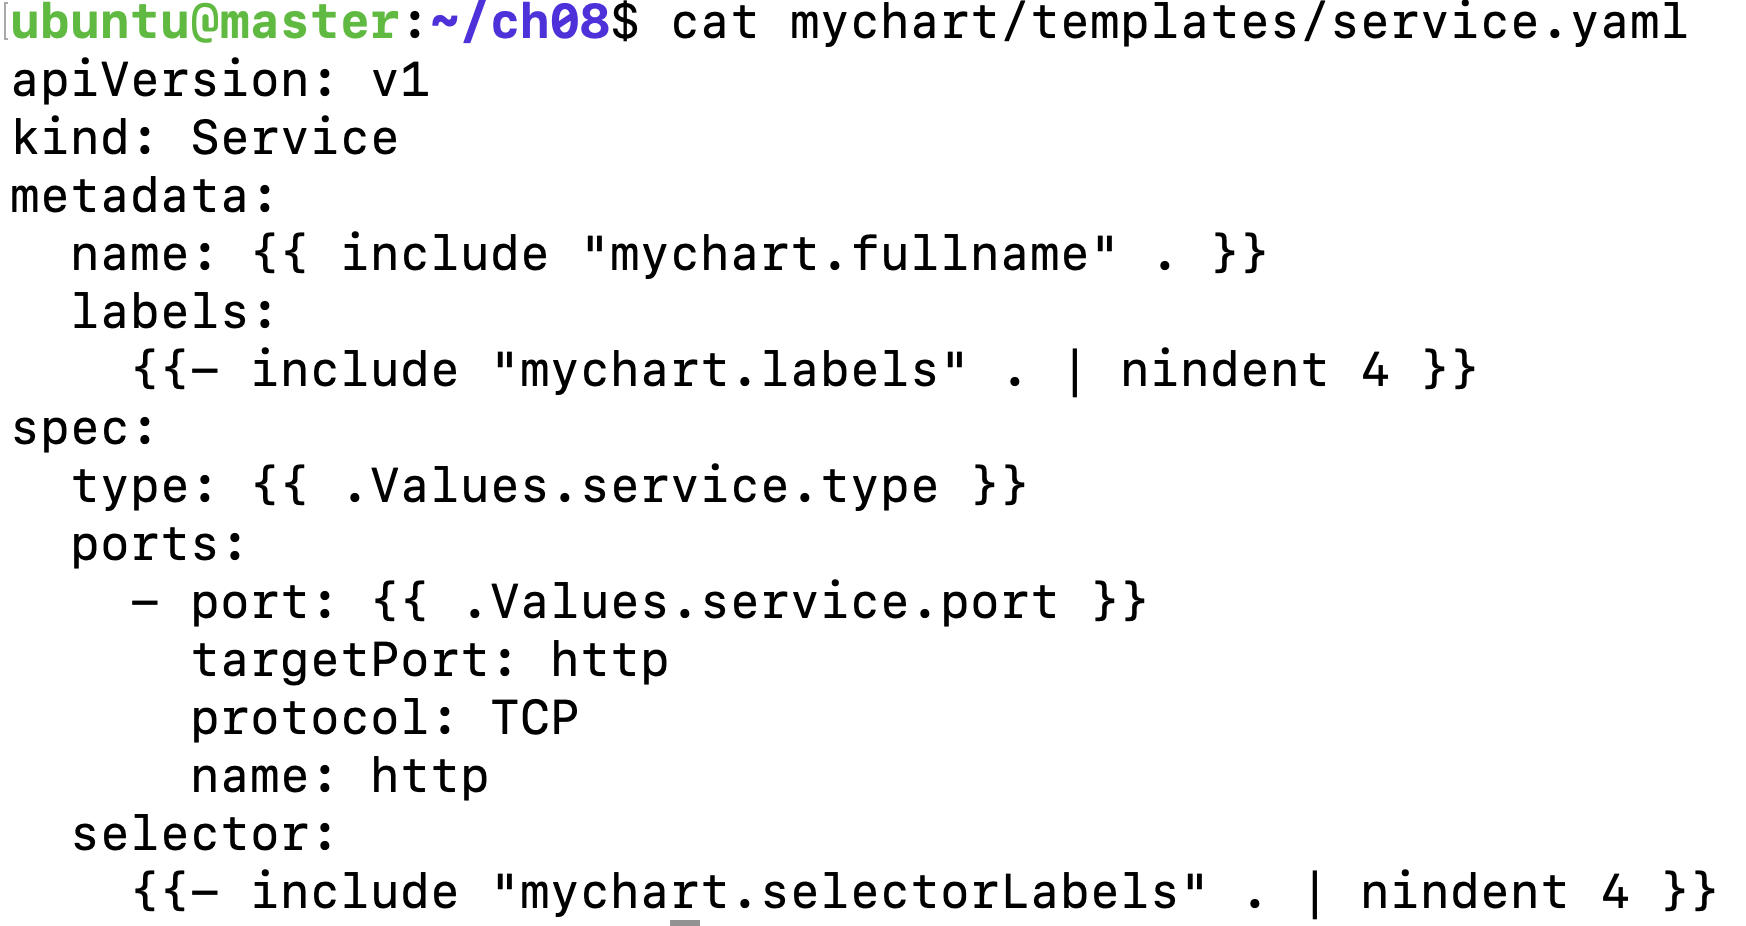 ubuntu@master:~/ch08$ cat mychart/templates/service.yaml
apiVersion: v1
kind: Service
metadata:
  name: {{ include "mychart.fullname" . }}
  labels:
    {{- include "mychart.labels" . | nindent 4 }}
spec:
  type: {{ .Values.service.type }}
  ports:
    - port: {{ .Values.service.port }}
      targetPort: http
      protocol: TCP
      name: http
  selector:
    {{- include "mychart.selectorLabels" . | nindent 4 }}